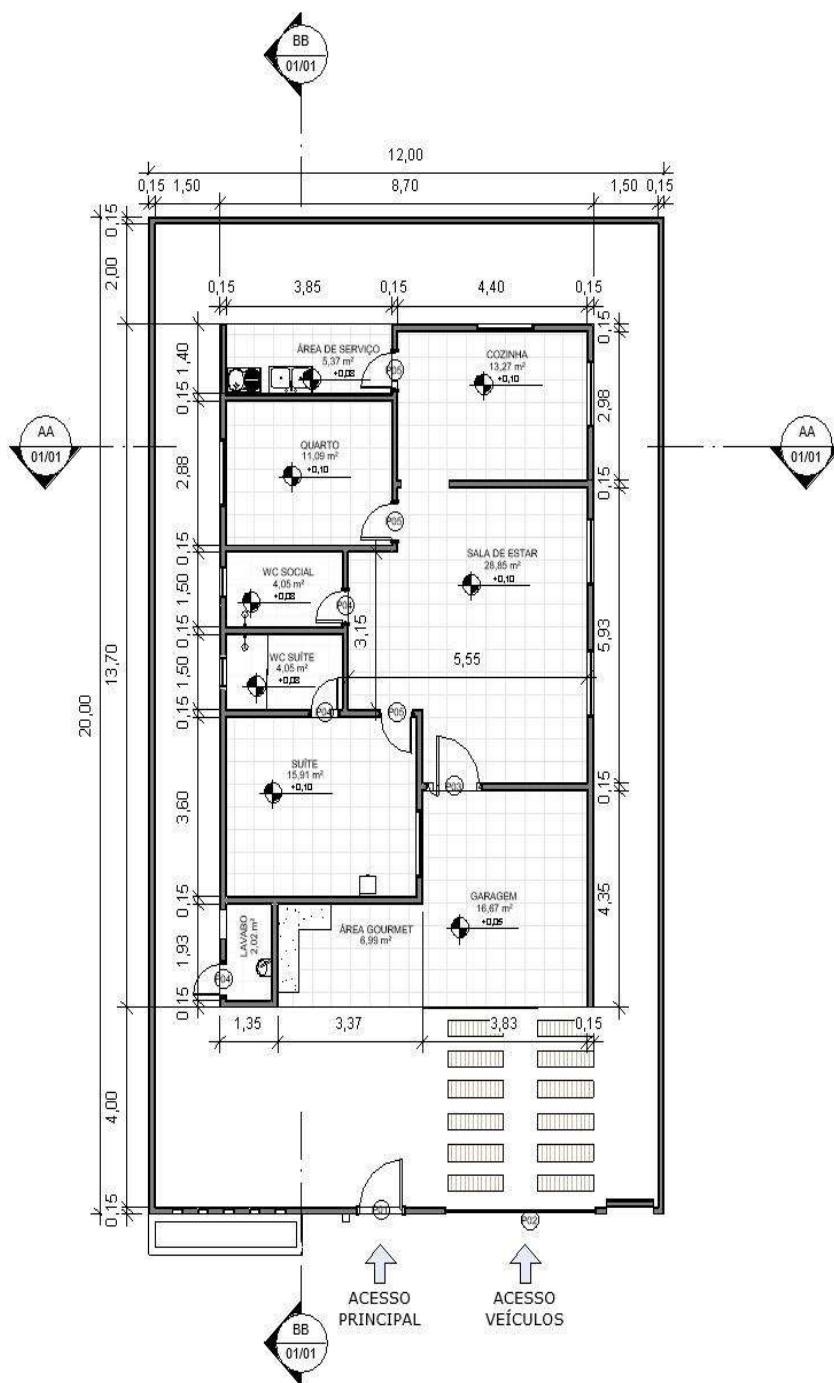 BB
01/01
12,00
0,15
1,50
8,70
1,50
0,15
0,15
2,00
0,15
3,85
0,15
4,40
0,15
ÁREA DE SERVIÇO
5,37 m²
+0,08
P05
COZINHA
13,27 m²
+0,10
0,15
1,40
0,15
2,98
AA
01/01
AA
01/01
QUARTO
11,09 m²
+0,10
P05
2,88
0,15
0,15
WC SOCIAL
4,05 m²
+0,08
P04
1,50
0,15
SALA DE ESTAR
28,85 m²
+0,10
3,15
5,55
5,93
WC SUÍTE
4,05 m²
+0,08
P04
P05
1,50
0,15
13,70
20,00
SUÍTE
15,91 m²
+0,10
3,60
P03
0,15
0,15
LAVABO
2,02 m²
P04
1,93
0,15
ÁREA GOURMET
6,99 m²
GARAGEM
16,67 m²
+0,05
4,35
1,35
3,37
3,83
0,15
4,00
0,15
P01
P02
ACESSO
PRINCIPAL
ACESSO
VEÍCULOS
BB
01/01